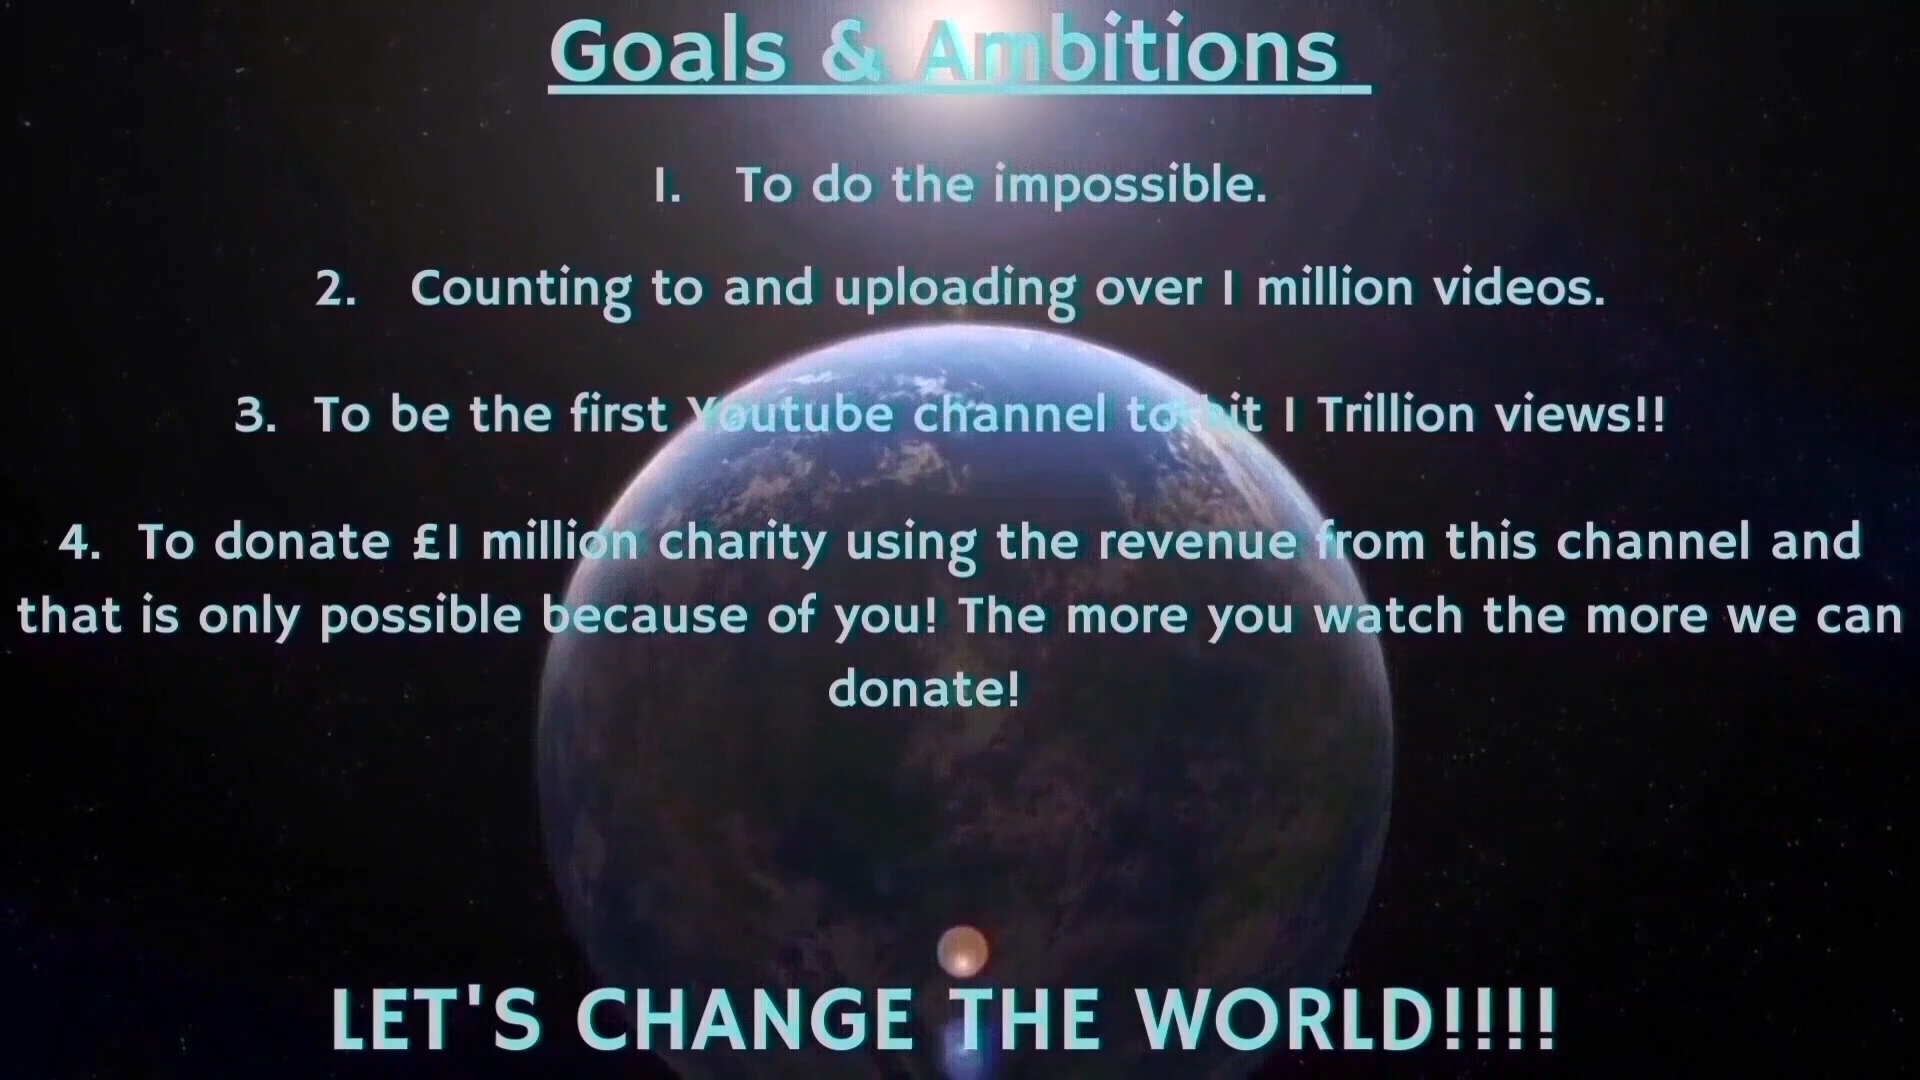 Goals & Ambitions
1. To do the impossible.
2. Counting to and uploading over 1 million videos.
3. To be the first Youtube channel to hit 1 Trillion views!!
4. To donate £1 million charity using the revenue from this channel and
that is only possible because of you! The more you watch the more we can
donate!
LET'S CHANGE THE WORLD!!!!